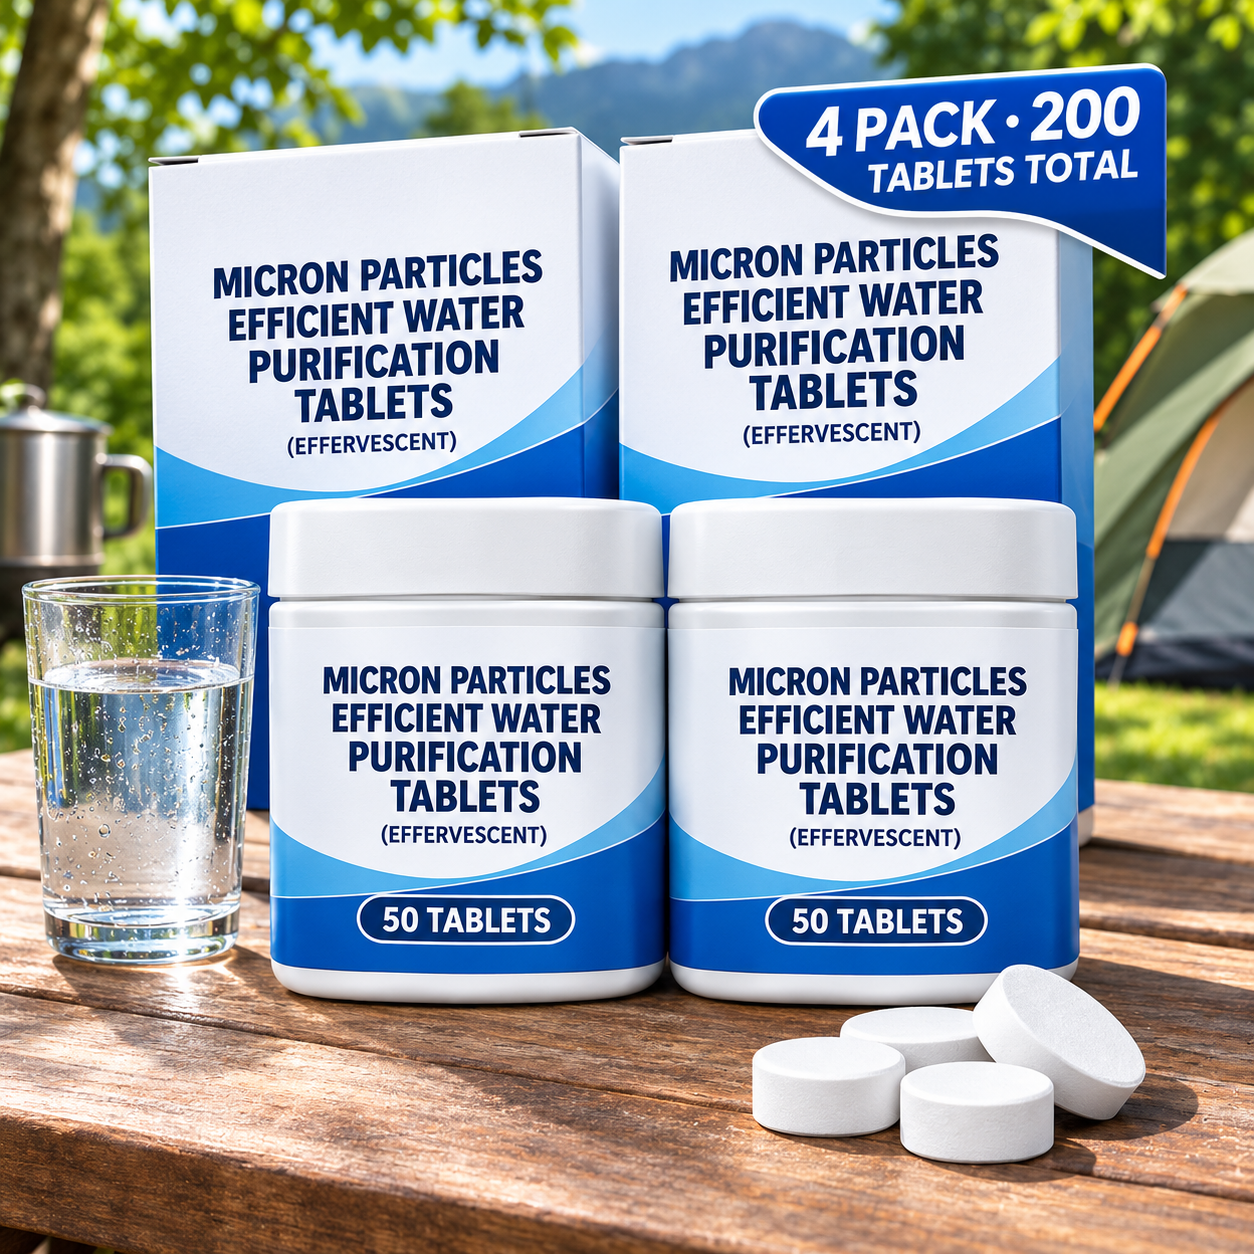 4 PACK · 200
TABLETS TOTAL
MICRON PARTICLES
EFFICIENT WATER
PURIFICATION
TABLETS
(EFFERVESCENT)
MICRON PARTICLES
EFFICIENT WATER
PURIFICATION
TABLETS
(EFFERVESCENT)
MICRON PARTICLES
EFFICIENT WATER
PURIFICATION
TABLETS
(EFFERVESCENT)
50 TABLETS
MICRON PARTICLES
EFFICIENT WATER
PURIFICATION
TABLETS
(EFFERVESCENT)
50 TABLETS